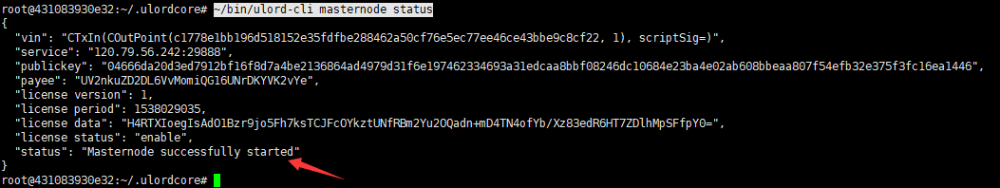 root@431083930e32:~/.ulordcore# ~/bin/ulord-cli masternode status
{
"vin": "CTxIn(COutPoint(c1778e1bb196d518152e35fdfbe288462a50cf76e5ec77ee46ce43bbe9c8cf22, 1), scriptSig=)",
"service": "120.79.56.242:29888",
"publickey": "04666da20d3ed7912bf16f8d7a4be2136864ad4979d31f6e197462334693a31edcaa8bbf08246dc10684e23ba4e02ab608bbeaa807f54efb32e375f3fc16ea1446",
"payee": "UV2nkuZD2DL6VvMomiQG16UNrDKYVK2vYe",
"license version": 1,
"license period": 1538029035,
"license data": "H4RTXIoegIsAdO1Bzr9jo5Fh7ksTCJFcOYkztUNfRBm2Yu2OQadn+mD4TN4ofYb/Xz83edR6HT7ZDlhMpSFfpY0=",
"license status": "enable",
"status": "Masternode successfully started"
}
root@431083930e32:~/.ulordcore#